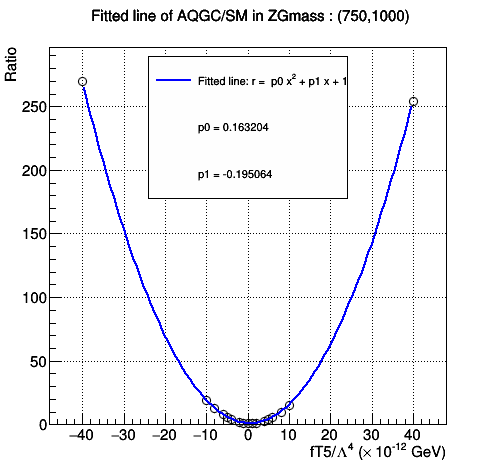 Fitted line of AQGC/SM in ZGmass : (750,1000)
Ratio
Fitted line: r = p0 x² + p1 x + 1
p0 = 0.163204
p1 = -0.195064
250
200
150
100
50
0
−40 −30 −20 −10 0 10 20 30 40
fT5/Λ⁴ (× 10⁻¹² GeV)